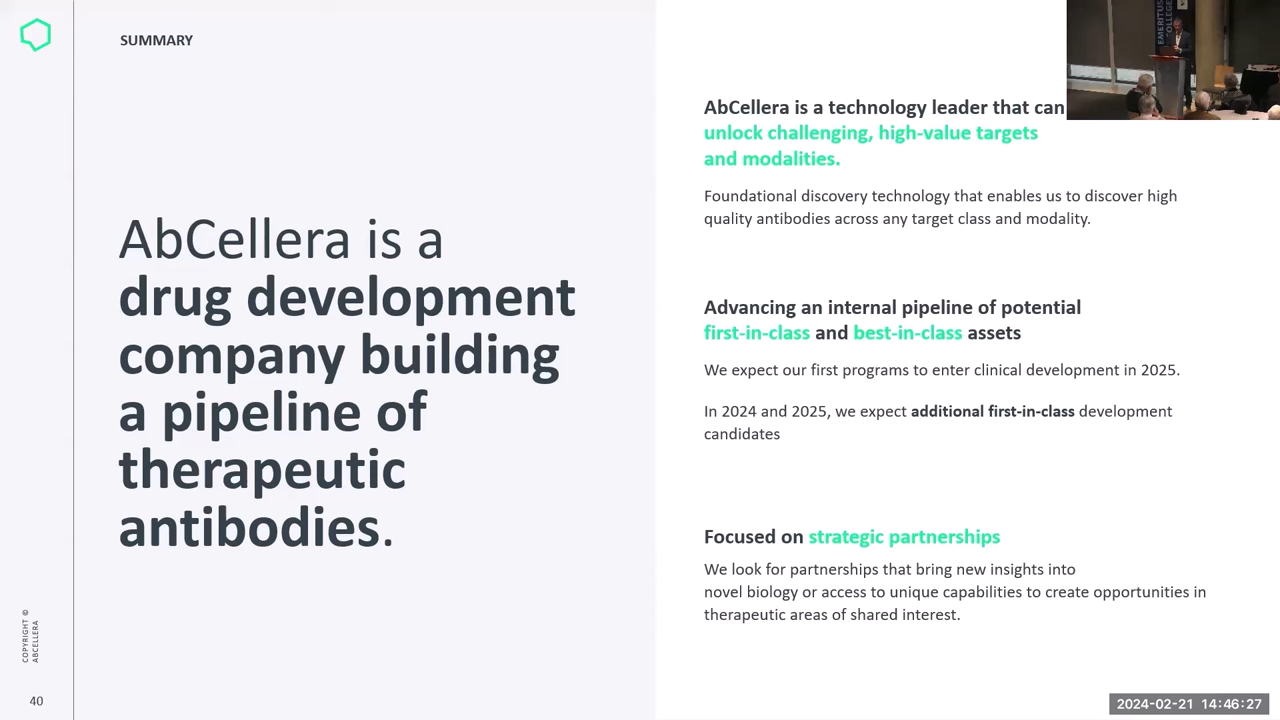 SUMMARY
AbCellera is a
drug development
company building
a pipeline of
therapeutic
antibodies.
AbCellera is a technology leader that can
unlock challenging, high-value targets
and modalities.
Foundational discovery technology that enables us to discover high
quality antibodies across any target class and modality.
Advancing an internal pipeline of potential
first-in-class and best-in-class assets
We expect our first programs to enter clinical development in 2025.
In 2024 and 2025, we expect additional first-in-class development
candidates
Focused on strategic partnerships
We look for partnerships that bring new insights into
novel biology or access to unique capabilities to create opportunities in
therapeutic areas of shared interest.
COPYRIGHT ©
ABCELLERA
40
EMERITUS
COLLEGE
2024-02-21 14:46:27